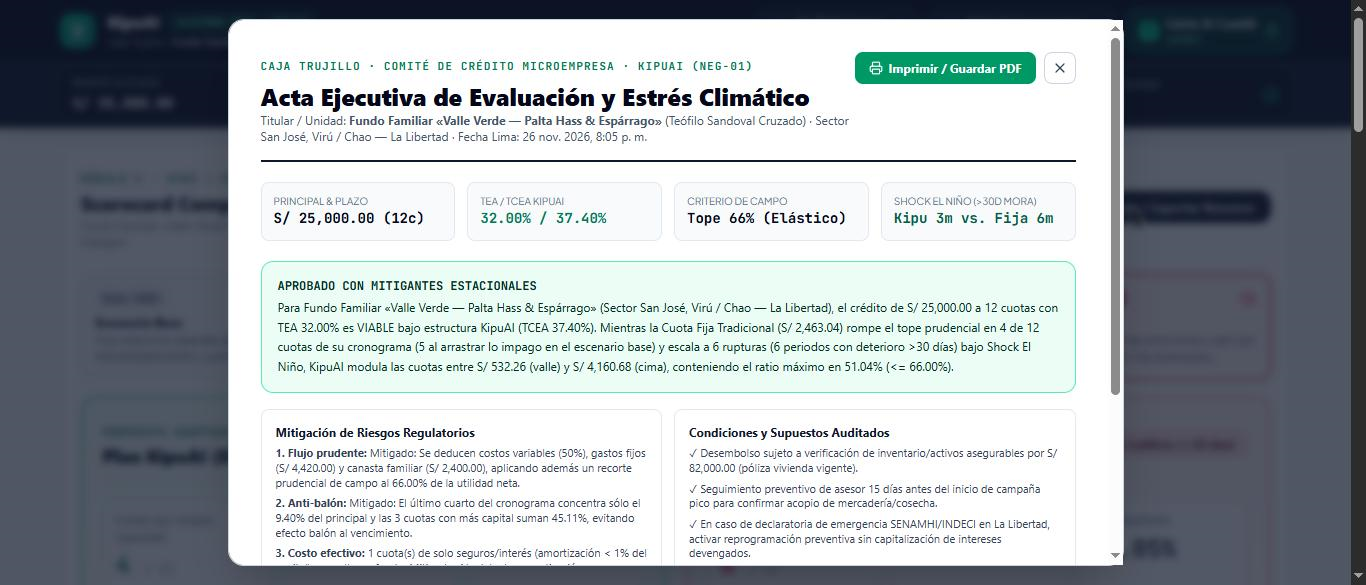 CAJA TRUJILLO · COMITÉ DE CRÉDITO MICROEMPRESA · KIPUAI (NEG-01)
Imprimir / Guardar PDF
Acta Ejecutiva de Evaluación y Estrés Climático
Titular / Unidad: Fundo Familiar «Valle Verde — Palta Hass & Espárrago» (Teófilo Sandoval Cruzado) · Sector
San José, Virú / Chao — La Libertad · Fecha Lima: 26 nov. 2026, 8:05 p. m.
PRINCIPAL & PLAZO
S/ 25,000.00 (12c)
TEA / TCEA KIPUAI
32.00% / 37.40%
CRITERIO DE CAMPO
Tope 66% (Elástico)
SHOCK EL NIÑO (>30D MORA)
Kipu 3m vs. Fija 6m
APROBADO CON MITIGANTES ESTACIONALES
Para Fundo Familiar «Valle Verde — Palta Hass & Espárrago» (Sector San José, Virú / Chao — La Libertad), el crédito de S/ 25,000.00 a 12 cuotas con
TEA 32.00% es VIABLE bajo estructura KipuAI (TCEA 37.40%). Mientras la Cuota Fija Tradicional (S/ 2,463.04) rompe el tope prudencial en 4 de 12
cuotas de su cronograma (5 al arrastrar lo impago en el escenario base) y escala a 6 rupturas (6 periodos con deterioro >30 días) bajo Shock El
Niño, KipuAI modula las cuotas entre S/ 532.26 (valle) y S/ 4,160.68 (cima), conteniendo el ratio máximo en 51.04% (<= 66.00%).
Mitigación de Riesgos Regulatorios
1. Flujo prudente: Mitigado: Se deducen costos variables (50%), gastos fijos
(S/ 4,420.00) y canasta familiar (S/ 2,400.00), aplicando además un recorte
prudencial de campo al 66.00% de la utilidad neta.
2. Anti-balón: Mitigado: El último cuarto del cronograma concentra sólo el
9.40% del principal y las 3 cuotas con más capital suman 45.11%, evitando
efecto balón al vencimiento.
3. Costo efectivo: 1 cuota(s) de solo seguros/interés (amortización < 1% del
Condiciones y Supuestos Auditados
✓ Desembolso sujeto a verificación de inventario/activos asegurables por S/
82,000.00 (póliza vivienda vigente).
✓ Seguimiento preventivo de asesor 15 días antes del inicio de campaña
pico para confirmar acopio de mercadería/cosecha.
✓ En caso de declaratoria de emergencia SENAMHI/INDECI en La Libertad,
activar reprogramación preventiva sin capitalización de intereses
devengados.